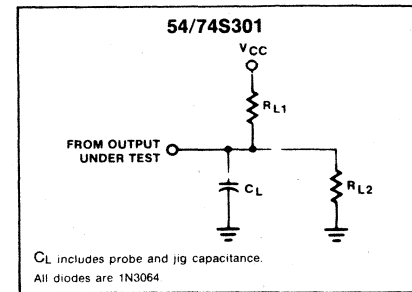 54/74S301
VCC
RL1
FROM OUTPUT
UNDER TEST
CL
RL2
CL includes probe and jig capacitance.
All diodes are 1N3064